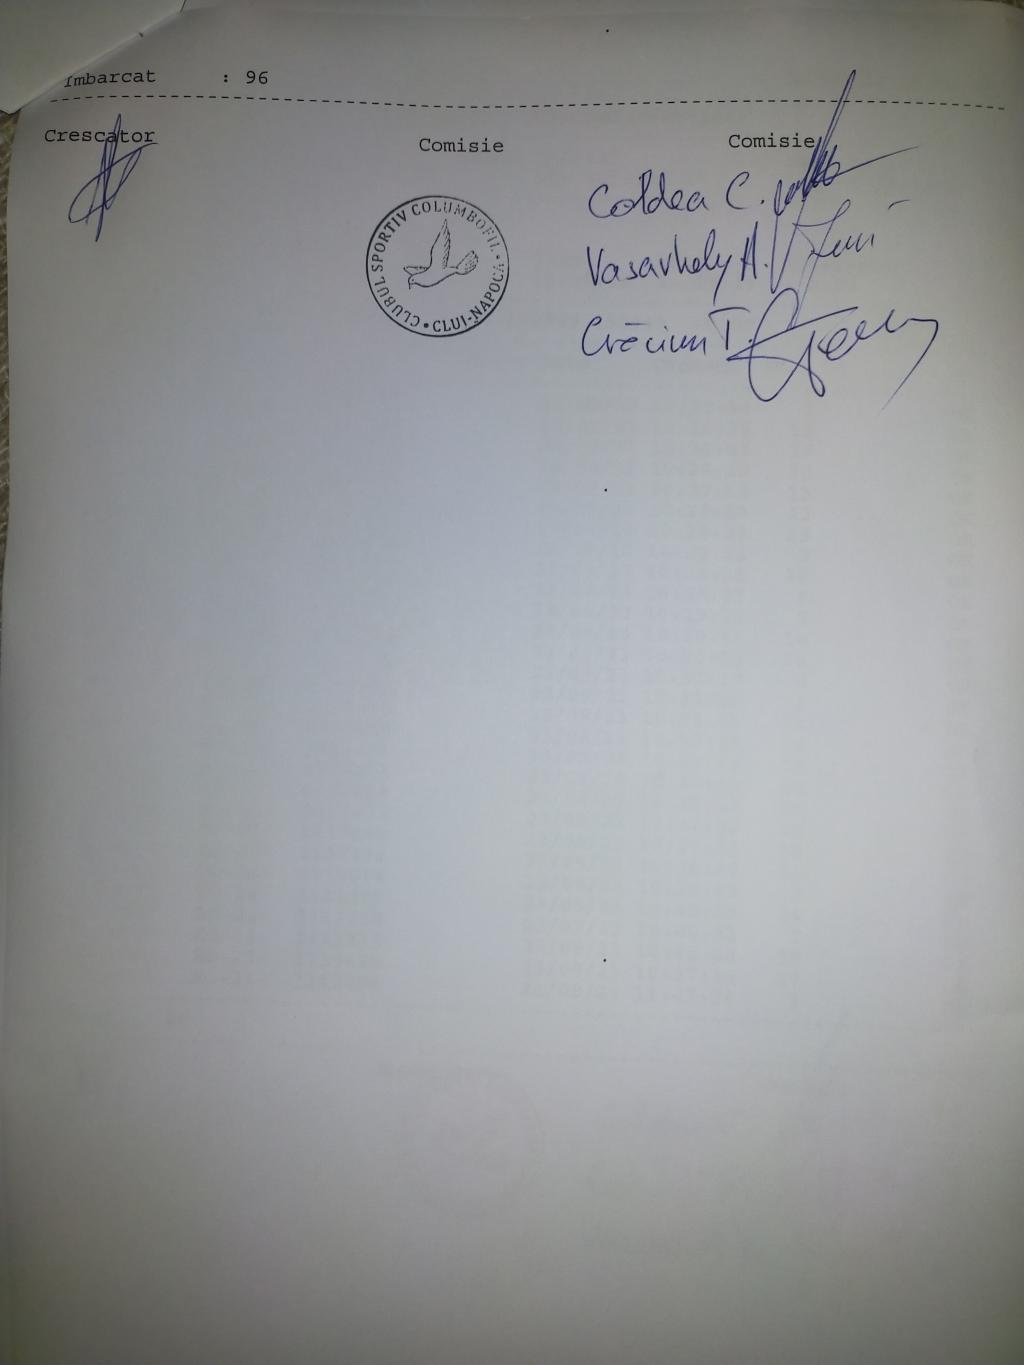 Imbarcat : 96
Crescator Comisie Comisie
CLUBUL SPORTIV COLUMBOFIL • CLUJ-NAPOCA •
Coldea C.
Vasarhely A.
Crăciun T.